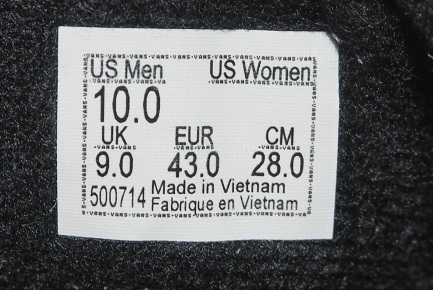 US Men US Women
10.0
UK EUR CM
9.0 43.0 28.0
500714 Made in Vietnam
Fabrique en Vietnam